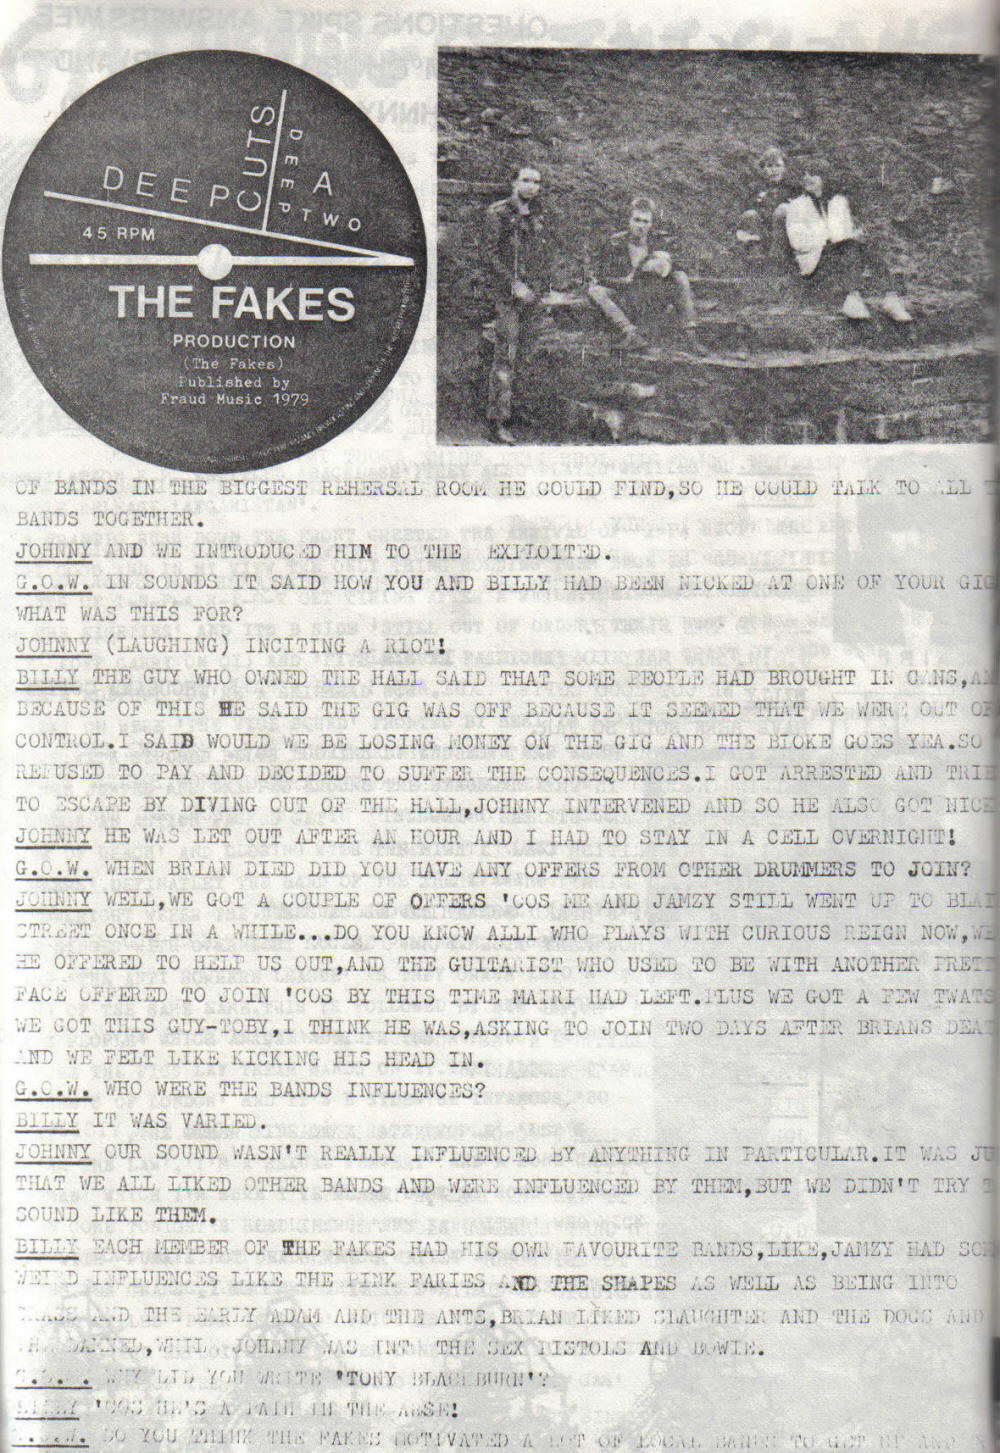 DEEP CUTS
DEEP TWO
A
45 RPM
THE FAKES
PRODUCTION
(The Fakes)
Published by
Fraud Music 1979
OF BANDS IN THE BIGGEST REHERSAL ROOM HE COULD FIND,SO HE COULD TALK TO ALL
BANDS TOGETHER.
JOHNNY AND WE INTRODUCED HIM TO THE EXPLOITED.
G.O.W. IN SOUNDS IT SAID HOW YOU AND BILLY HAD BEEN NICKED AT ONE OF YOUR GIG
WHAT WAS THIS FOR?
JOHNNY (LAUGHING) INCITING A RIOT!
BILLY THE GUY WHO OWNED THE HALL SAID THAT SOME PEOPLE HAD BROUGHT IN CANS,
BECAUSE OF THIS HE SAID THE GIG WAS OFF BECAUSE IT SEEMED THAT WE WERE OUT OF
CONTROL.I SAID WOULD WE BE LOSING MONEY ON THE GIG AND THE BLOKE GOES YEA.SO
REFUSED TO PAY AND DECIDED TO SUFFER THE CONSEQUENCES.I GOT ARRESTED AND TRIE
TO ESCAPE BY DIVING OUT OF THE HALL,JOHNNY INTERVENED AND SO HE ALSO GOT NICK
JOHNNY HE WAS LET OUT AFTER AN HOUR AND I HAD TO STAY IN A CELL OVERNIGHT!
G.O.W. WHEN BRIAN DIED DID YOU HAVE ANY OFFERS FROM OTHER DRUMMERS TO JOIN?
JOHNNY WELL,WE GOT A COUPLE OF OFFERS 'COS ME AND JAMZY STILL WENT UP TO BLAI
STREET ONCE IN A WHILE...DO YOU KNOW ALLI WHO PLAYS WITH CURIOUS REIGN NOW,WE
HE OFFERED TO HELP US OUT,AND THE GUITARIST WHO USED TO BE WITH ANOTHER PRETT
FACE OFFERED TO JOIN 'COS BY THIS TIME MAIRI HAD LEFT.PLUS WE GOT A FEW TWATS
WE GOT THIS GUY-TOBY,I THINK HE WAS,ASKING TO JOIN TWO DAYS AFTER BRIANS DEA
AND WE FELT LIKE KICKING HIS HEAD IN.
G.O.W. WHO WERE THE BANDS INFLUENCES?
BILLY IT WAS VARIED.
JOHNNY OUR SOUND WASN'T REALLY INFLUENCED BY ANYTHING IN PARTICULAR.IT WAS JU
THAT WE ALL LIKED OTHER BANDS AND WERE INFLUENCED BY THEM,BUT WE DIDN'T TRY
SOUND LIKE THEM.
BILLY EACH MEMBER OF THE FAKES HAD HIS OWN FAVOURITE BANDS,LIKE,JAMZY HAD SOM
WEIRD INFLUENCES LIKE THE PINK FARIES AND THE SHAPES AS WELL AS BEING INTO
CRASS AND THE EARLY ADAM AND THE ANTS,BRIAN LIKED SLAUGHTER AND THE DOGS AND
THE DAMNED,WHILE JOHNNY WAS INTO THE SEX PISTOLS AND BOWIE.
G.O.W. WHY DID YOU WRITE 'TONY BLACKBURN'?
BILLY 'COS HE'S A PAIN IN THE ARSE!
G.O.W. DO YOU THINK THE FAKES MOTIVATED A LOT OF LOCAL BANDS TO GET UP AND